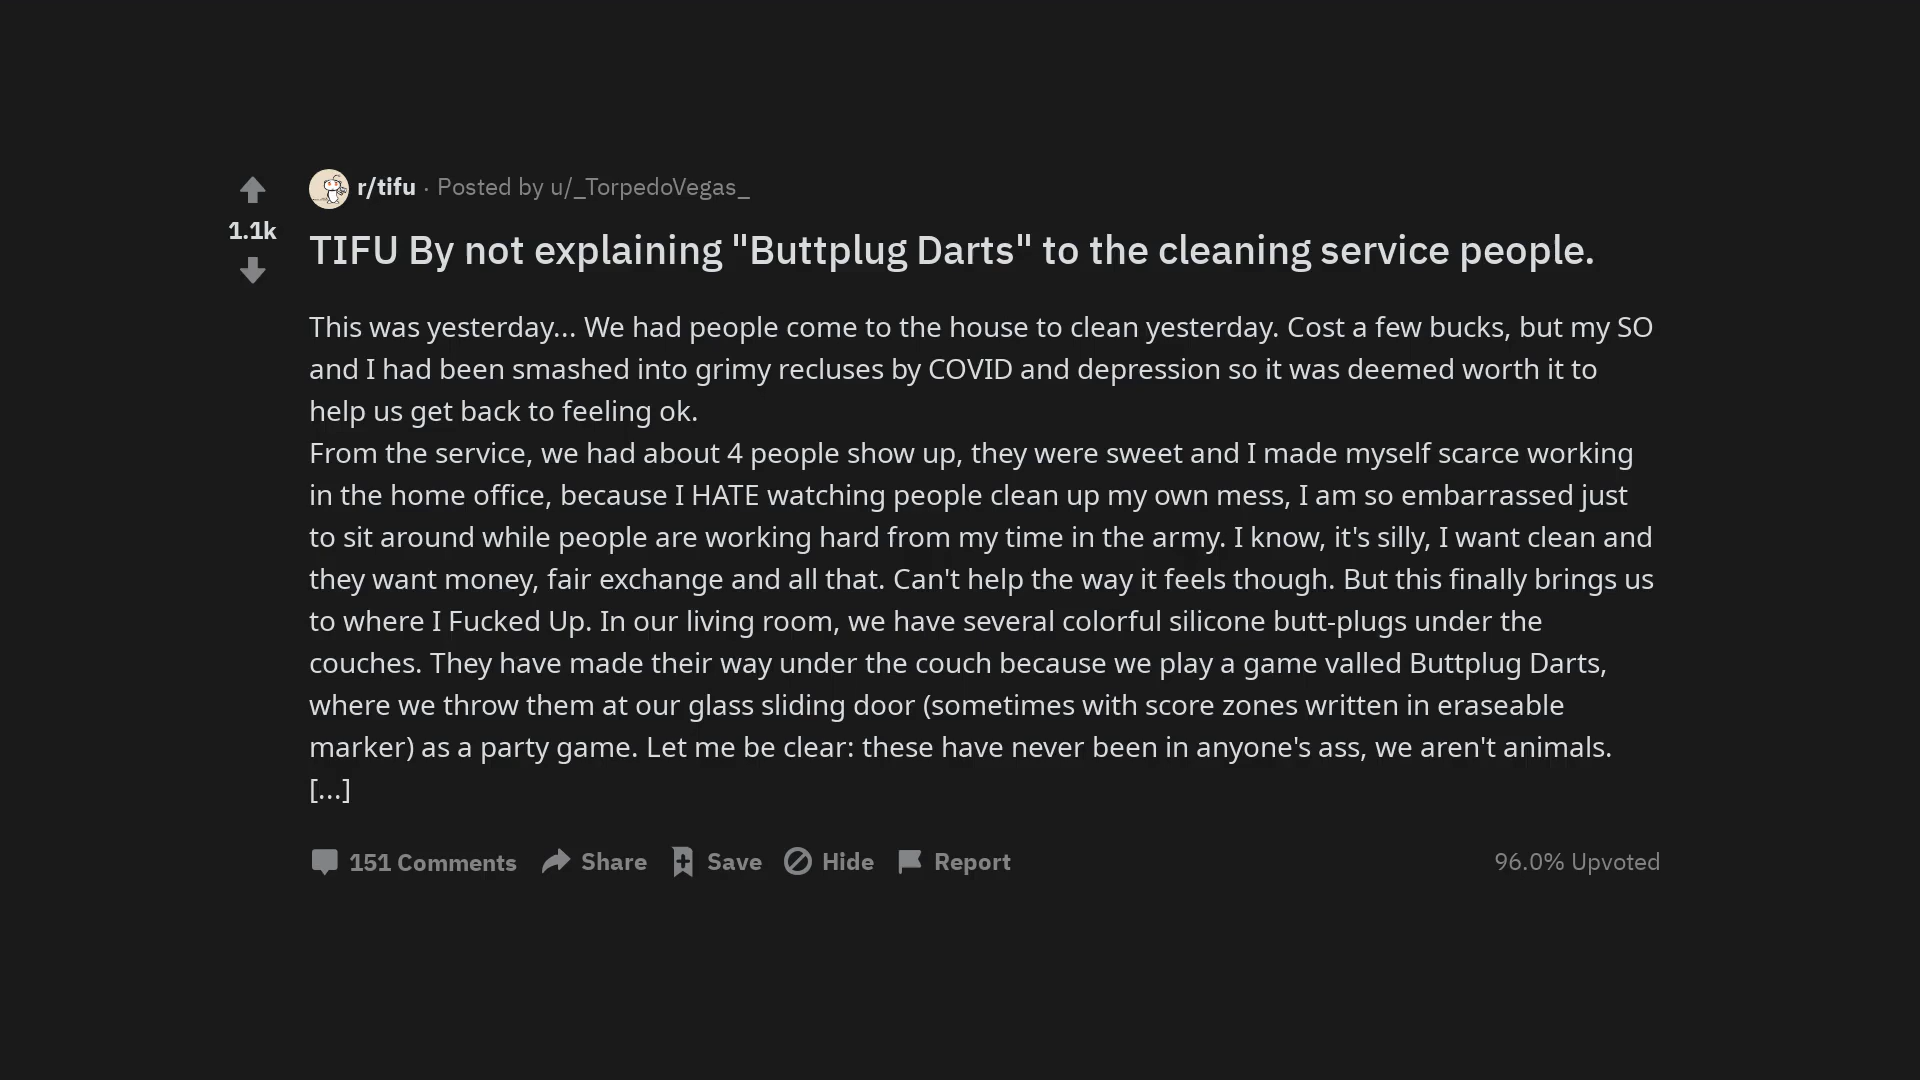 r/tifu · Posted by u/_TorpedoVegas_
1.1k
TIFU By not explaining "Buttplug Darts" to the cleaning service people.
This was yesterday... We had people come to the house to clean yesterday. Cost a few bucks, but my SO
and I had been smashed into grimy recluses by COVID and depression so it was deemed worth it to
help us get back to feeling ok.
From the service, we had about 4 people show up, they were sweet and I made myself scarce working
in the home office, because I HATE watching people clean up my own mess, I am so embarrassed just
to sit around while people are working hard from my time in the army. I know, it's silly, I want clean and
they want money, fair exchange and all that. Can't help the way it feels though. But this finally brings us
to where I Fucked Up. In our living room, we have several colorful silicone butt-plugs under the
couches. They have made their way under the couch because we play a game valled Buttplug Darts,
where we throw them at our glass sliding door (sometimes with score zones written in eraseable
marker) as a party game. Let me be clear: these have never been in anyone's ass, we aren't animals.
[...]
151 Comments Share Save Hide Report 96.0% Upvoted